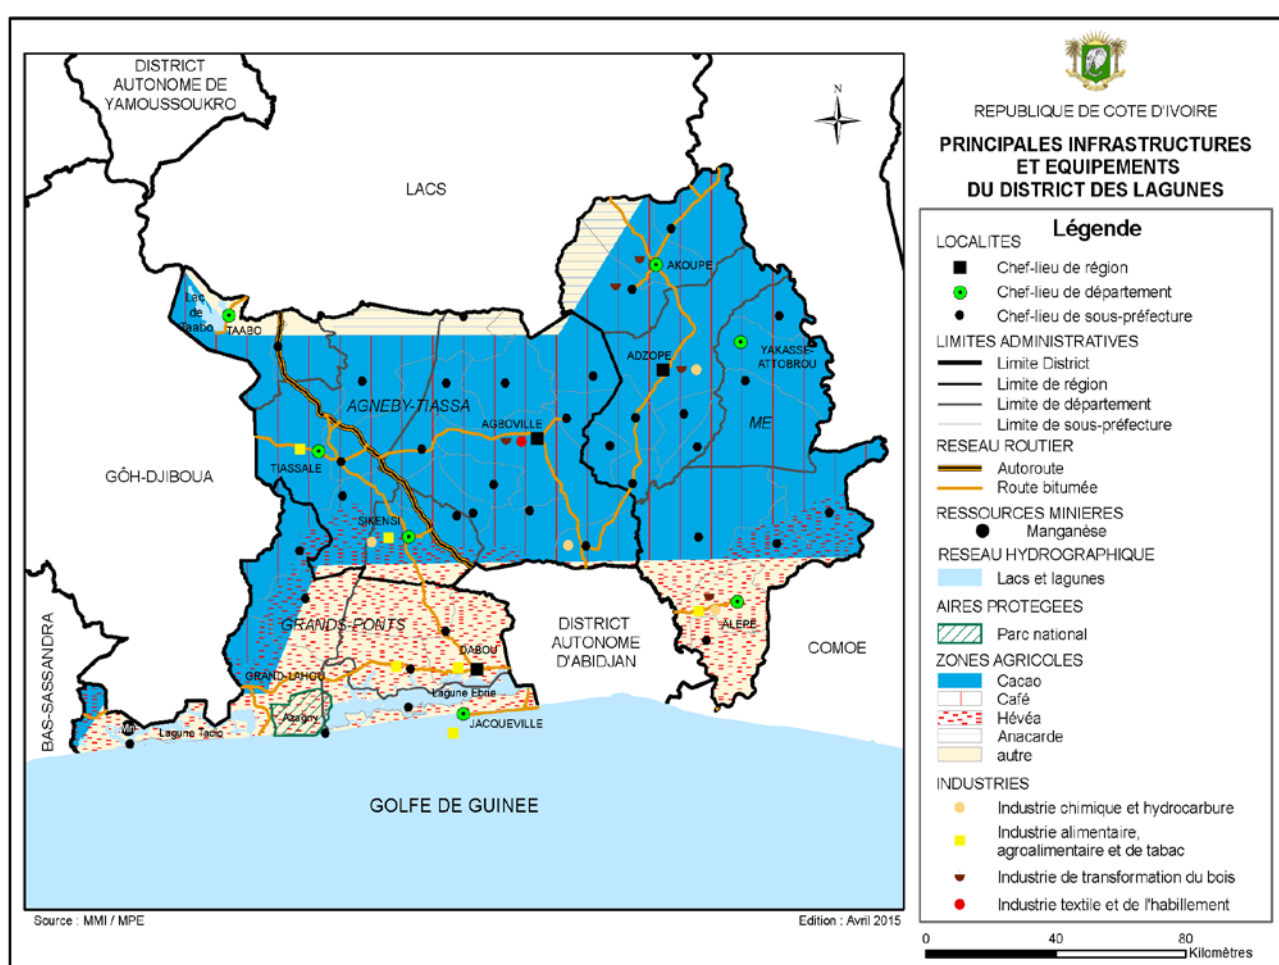 DISTRICT
AUTONOME DE
YAMOUSSOUKRO
N
LACS
Lac
de
Taabo
TAABO
AKOUPE
ADZOPE
YAKASSE-
ATTOBROU
AGNEBY-TIASSA
AGBOVILLE
ME
TIASSALE
GÔH-DJIBOUA
SIKENSI
GRANDS-PONTS
DISTRICT
AUTONOME
D'ABIDJAN
ALEPE
COMOE
BAS-SASSANDRA
DABOU
GRAND-LAHOU
Lagune Ebrie
Azagny
JACQUEVILLE
Lagune Tadio
GOLFE DE GUINEE
Source : MMI / MPE
Edition : Avril 2015
REPUBLIQUE DE COTE D'IVOIRE
PRINCIPALES INFRASTRUCTURES
ET EQUIPEMENTS
DU DISTRICT DES LAGUNES
Légende
LOCALITES
Chef-lieu de région
Chef-lieu de département
Chef-lieu de sous-préfecture
LIMITES ADMINISTRATIVES
Limite District
Limite de région
Limite de département
Limite de sous-préfecture
RESEAU ROUTIER
Autoroute
Route bitumée
RESSOURCES MINIERES
Manganèse
RESEAU HYDROGRAPHIQUE
Lacs et lagunes
AIRES PROTEGEES
Parc national
ZONES AGRICOLES
Cacao
Café
Hévéa
Anacarde
autre
INDUSTRIES
Industrie chimique et hydrocarbure
Industrie alimentaire,
agroalimentaire et de tabac
Industrie de transformation du bois
Industrie textile et de l'habillement
0 40 80
Kilomètres